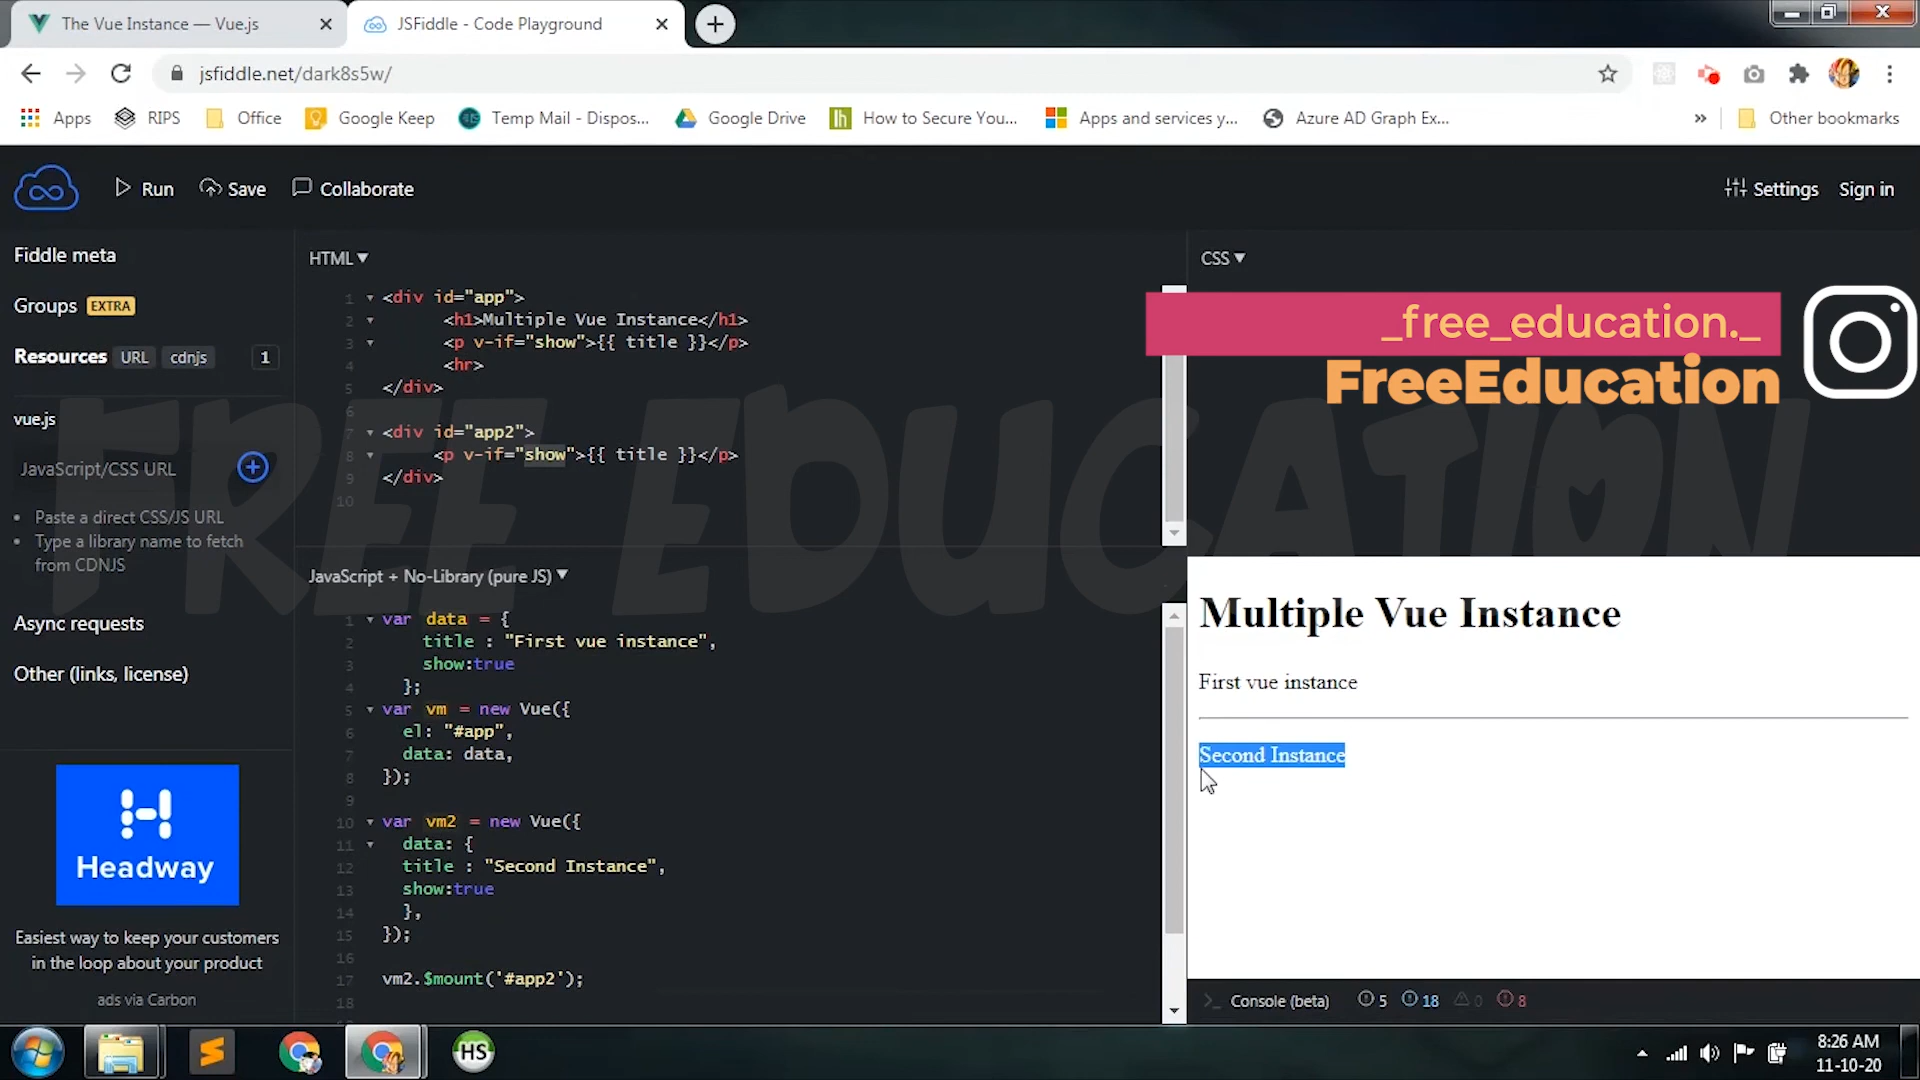 The Vue Instance — Vue.js
JSFiddle - Code Playground
jsfiddle.net/dark8s5w/
Apps
RIPS
Office
Google Keep
Temp Mail - Dispos...
Google Drive
How to Secure You...
Apps and services y...
Azure AD Graph Ex...
»
Other bookmarks
Run
Save
Collaborate
Settings
Sign in
Fiddle meta
Groups EXTRA
Resources URL cdnjs 1
vue.js
JavaScript/CSS URL
• Paste a direct CSS/JS URL
• Type a library name to fetch
from CDNJS
Async requests
Other (links, license)
Headway
Easiest way to keep your customers
in the loop about your product
ads via Carbon
HTML ▼
1 <div id="app">
2 <h1>Multiple Vue Instance</h1>
3 <p v-if="show">{{ title }}</p>
4 <hr>
5 </div>
6
7 <div id="app2">
8 <p v-if="show">{{ title }}</p>
9 </div>
10
JavaScript + No-Library (pure JS) ▼
1 var data = {
2 title : "First vue instance",
3 show:true
4 };
5 var vm = new Vue({
6 el: "#app",
7 data: data,
8 });
9
10 var vm2 = new Vue({
11 data: {
12 title : "Second Instance",
13 show:true
14 },
15 });
16
17 vm2.$mount('#app2');
18
CSS ▼
_free_education._
FreeEducation
FREE EDUCATION
Multiple Vue Instance
First vue instance
Second Instance
>_ Console (beta) 5 18 0 8
HS
8:26 AM
11-10-20